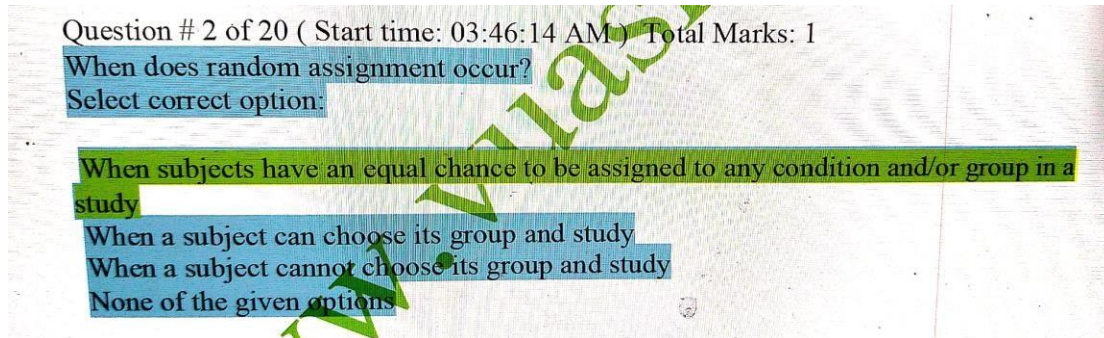 Question # 2 of 20 ( Start time: 03:46:14 AM ) Total Marks: 1
When does random assignment occur?
Select correct option:
When subjects have an equal chance to be assigned to any condition and/or group in a
study
When a subject can choose its group and study
When a subject cannot choose its group and study
None of the given options